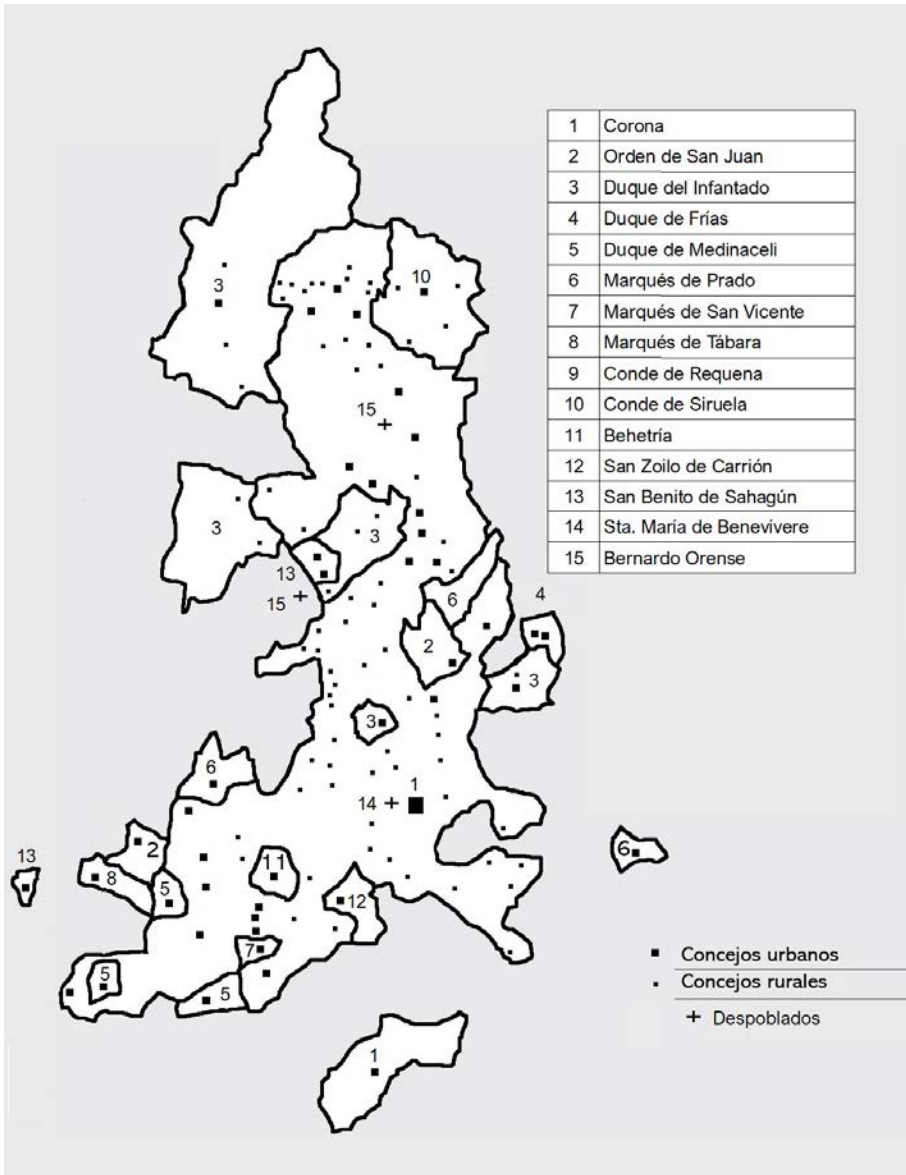 1 Corona
2 Orden de San Juan
3 Duque del Infantado
4 Duque de Frías
5 Duque de Medinaceli
6 Marqués de Prado
7 Marqués de San Vicente
8 Marqués de Tábara
9 Conde de Requena
10 Conde de Siruela
11 Behetría
12 San Zoilo de Carrión
13 San Benito de Sahagún
14 Sta. María de Benevívere
15 Bernardo Orense
3
10
15
3
3
13
15
6
4
2
3
3
6
1
14
2
13
8
5
11
12
6
7
5
5
1
Concejos urbanos
Concejos rurales
Despoblados